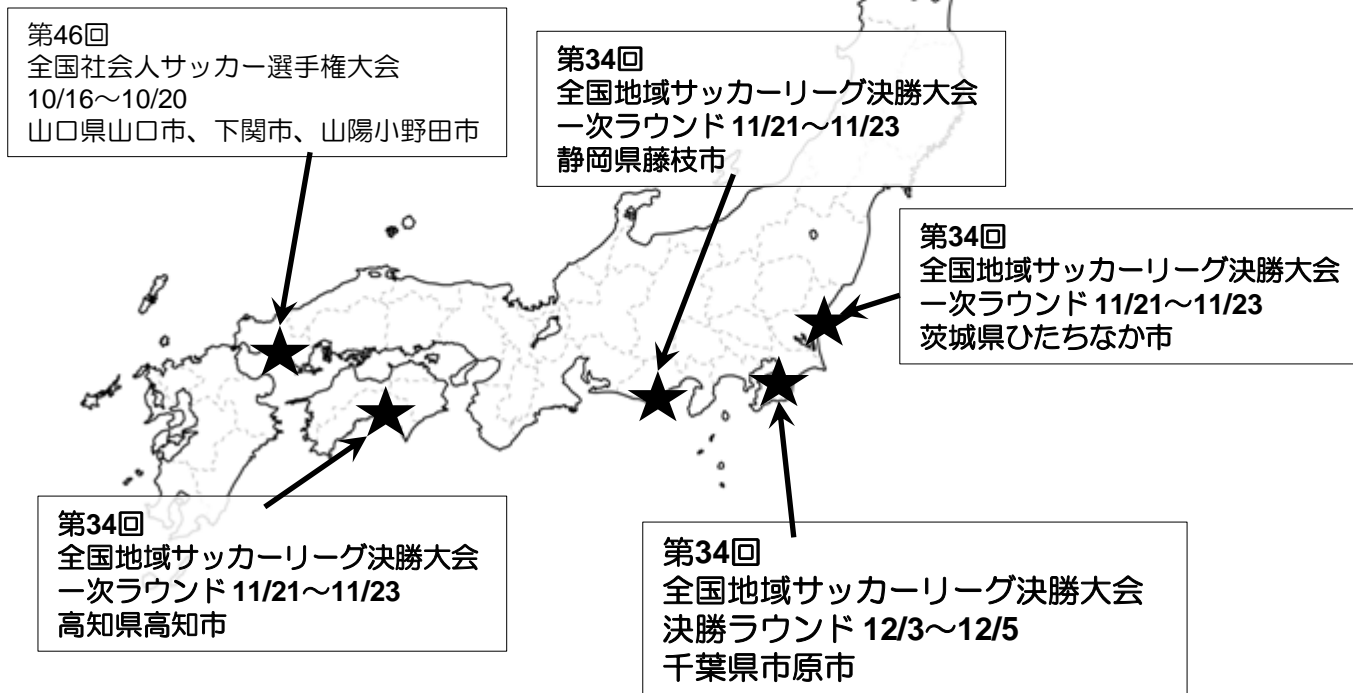 第46回
全国社会人サッカー選手権大会
10/16～10/20
山口県山口市、下関市、山陽小野田市
第34回
全国地域サッカーリーグ決勝大会
一次ラウンド 11/21～11/23
静岡県藤枝市
第34回
全国地域サッカーリーグ決勝大会
一次ラウンド 11/21～11/23
茨城県ひたちなか市
第34回
全国地域サッカーリーグ決勝大会
一次ラウンド 11/21～11/23
高知県高知市
第34回
全国地域サッカーリーグ決勝大会
決勝ラウンド 12/3～12/5
千葉県市原市